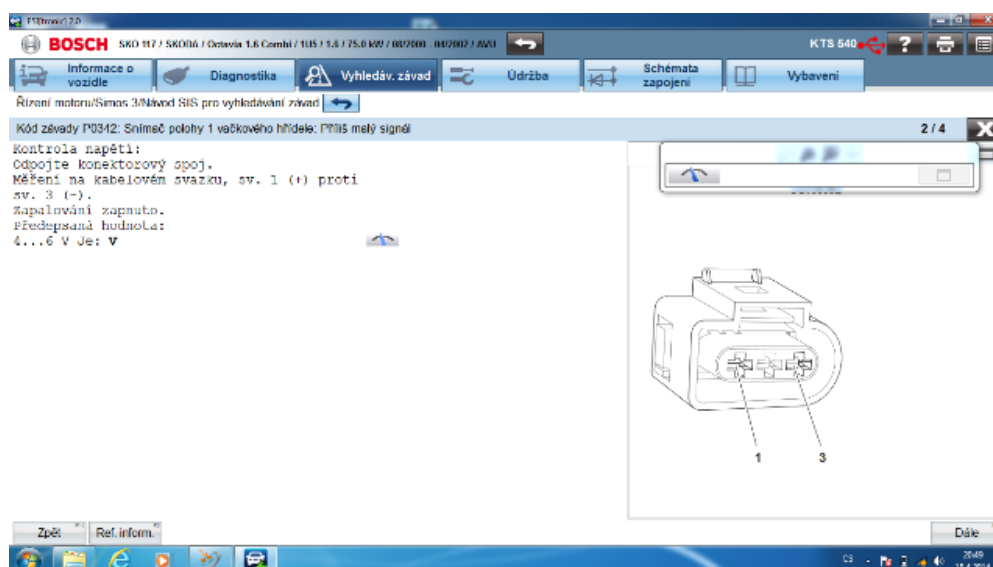 ESI[tronic] 2.0
BOSCH SKO 117 / SKODA / Octavia 1.6 Combi / 1U5 / 1.6 / 75.0 kW / 08/2000 - 04/2002 / AVU
KTS 540
?
Informace o vozidle
Diagnostika
Vyhledáv. závad
Údržba
Schémata zapojení
Vybavení
Řízení motoru/Simos 3/Návod SIS pro vyhledávání závad
Kód závady P0342: Snímač polohy 1 vačkového hřídele: Příliš malý signál
2 / 4
X
Kontrola napětí:
Odpojte konektorový spoj.
Měření na kabelovém svazku, sv. 1 (+) proti
sv. 3 (-).
Zapalování zapnuto.
Předepsaná hodnota:
4...6 V Je: V
1 3
Zpět
Ref. inform.
Dále
CS
20:49